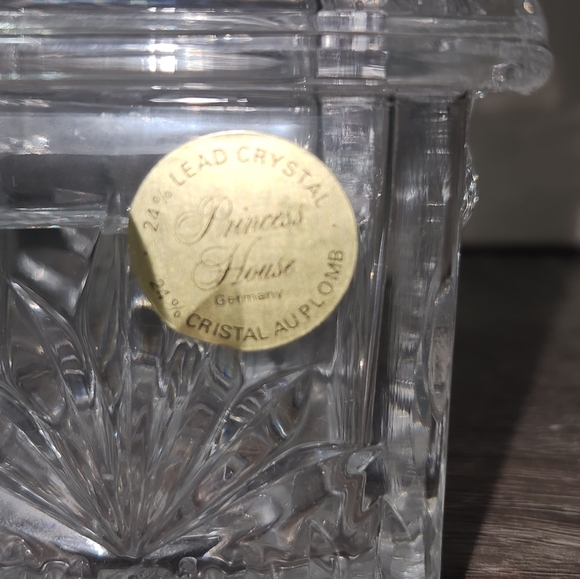 24% LEAD CRYSTAL
Princess
House
Germany
24% CRISTAL AU PLOMB